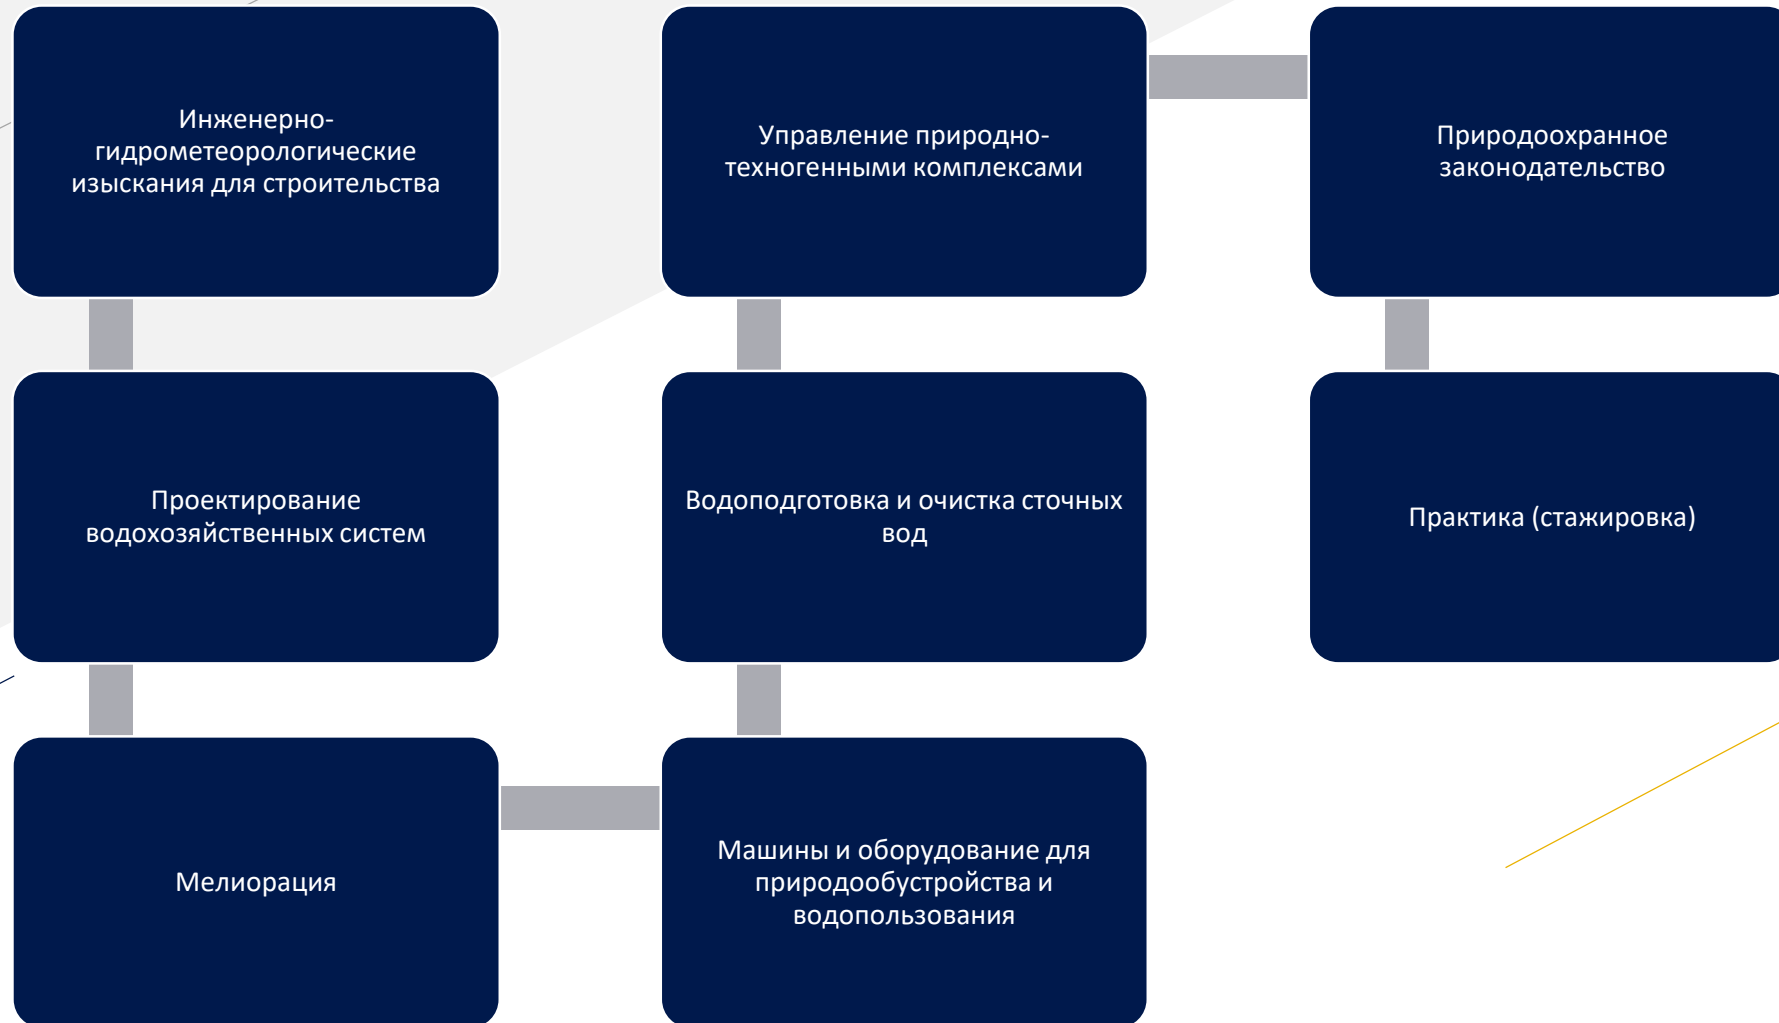 Инженерно-
гидрометеорологические
изыскания для строительства
Проектирование
водохозяйственных систем
Мелиорация
Машины и оборудование для
природообустройства и
водопользования
Водоподготовка и очистка сточных
вод
Управление природно-
техногенными комплексами
Природоохранное
законодательство
Практика (стажировка)